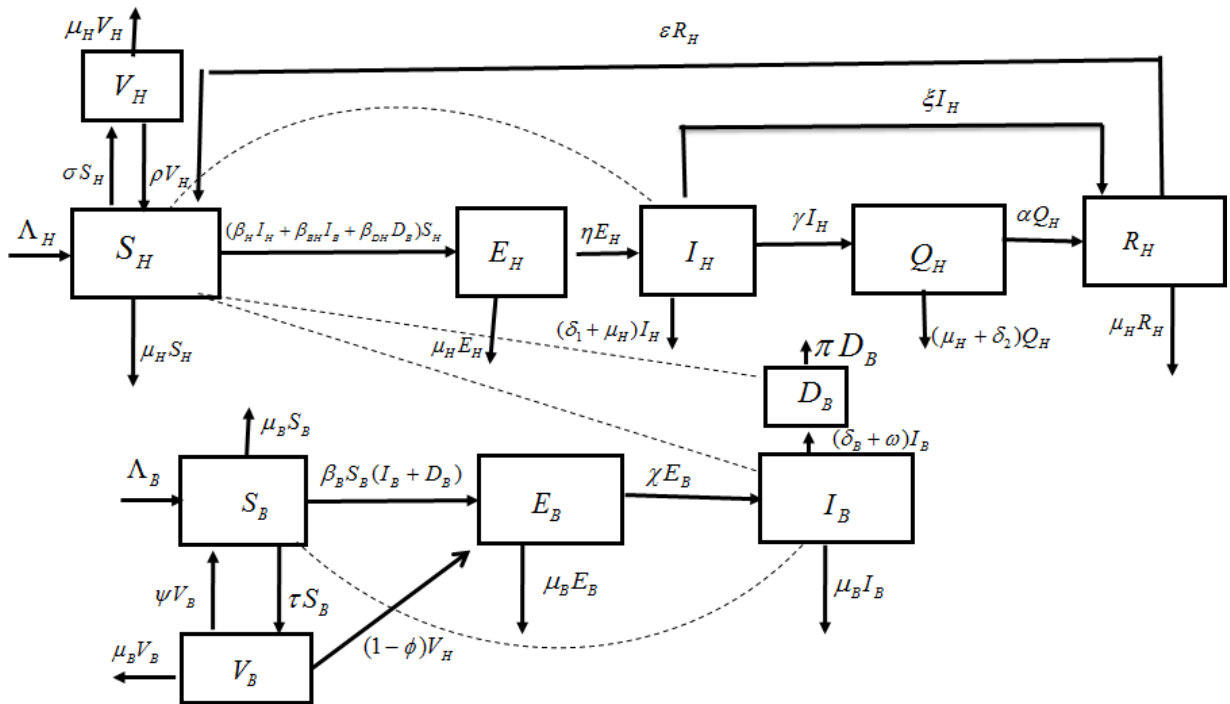 μ_H V_H
εR_H
V_H
ξI_H
σS_H
ρV_H
Λ_H
S_H
(β_H I_H + β_BH I_B + β_DH D_B)S_H
E_H
ηE_H
I_H
γI_H
Q_H
αQ_H
R_H
μ_H S_H
μ_H E_H
(δ_1 + μ_H)I_H
(μ_H + δ_2)Q_H
μ_H R_H
π D_B
D_B
μ_B S_B
(δ_B + ω)I_B
Λ_B
S_B
β_B S_B (I_B + D_B)
E_B
χE_B
I_B
ψV_B
τS_B
μ_B E_B
μ_B I_B
μ_B V_B
V_B
(1 − ϕ)V_H